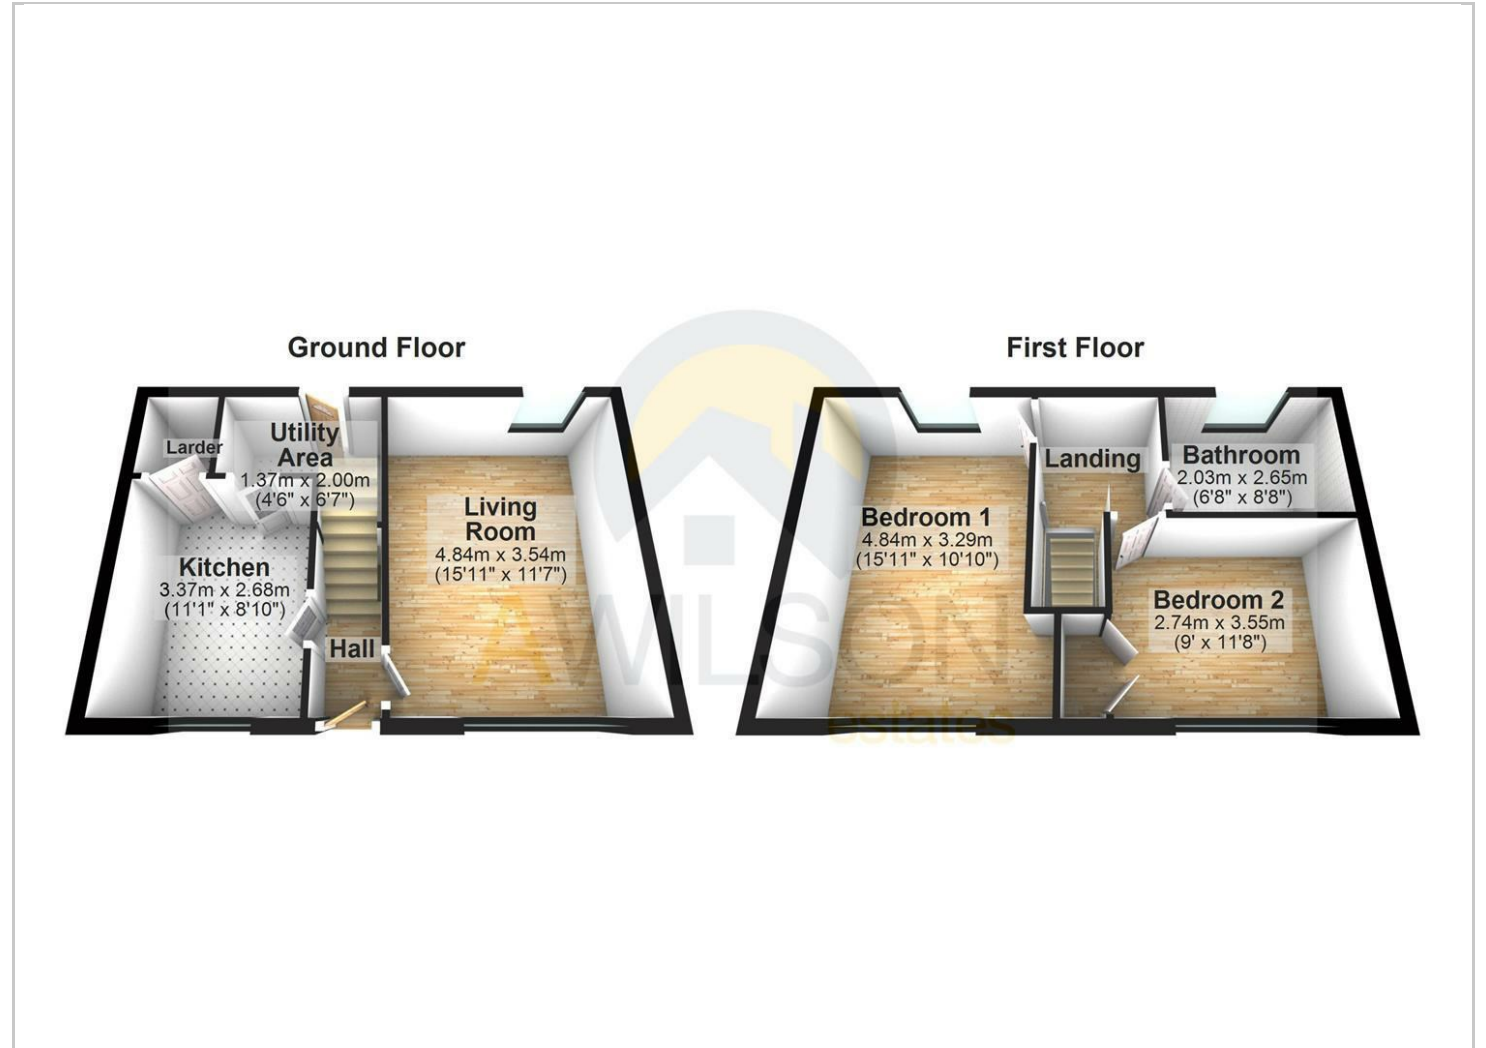 Ground Floor
Larder
Utility
Area
1.37m x 2.00m
(4'6" x 6'7")
Living
Room
4.84m x 3.54m
(15'11" x 11'7")
Kitchen
3.37m x 2.68m
(11'1" x 8'10")
Hall
First Floor
Landing
Bathroom
2.03m x 2.65m
(6'8" x 8'8")
Bedroom 1
4.84m x 3.29m
(15'11" x 10'10")
Bedroom 2
2.74m x 3.55m
(9' x 11'8")
AWILSON
estates